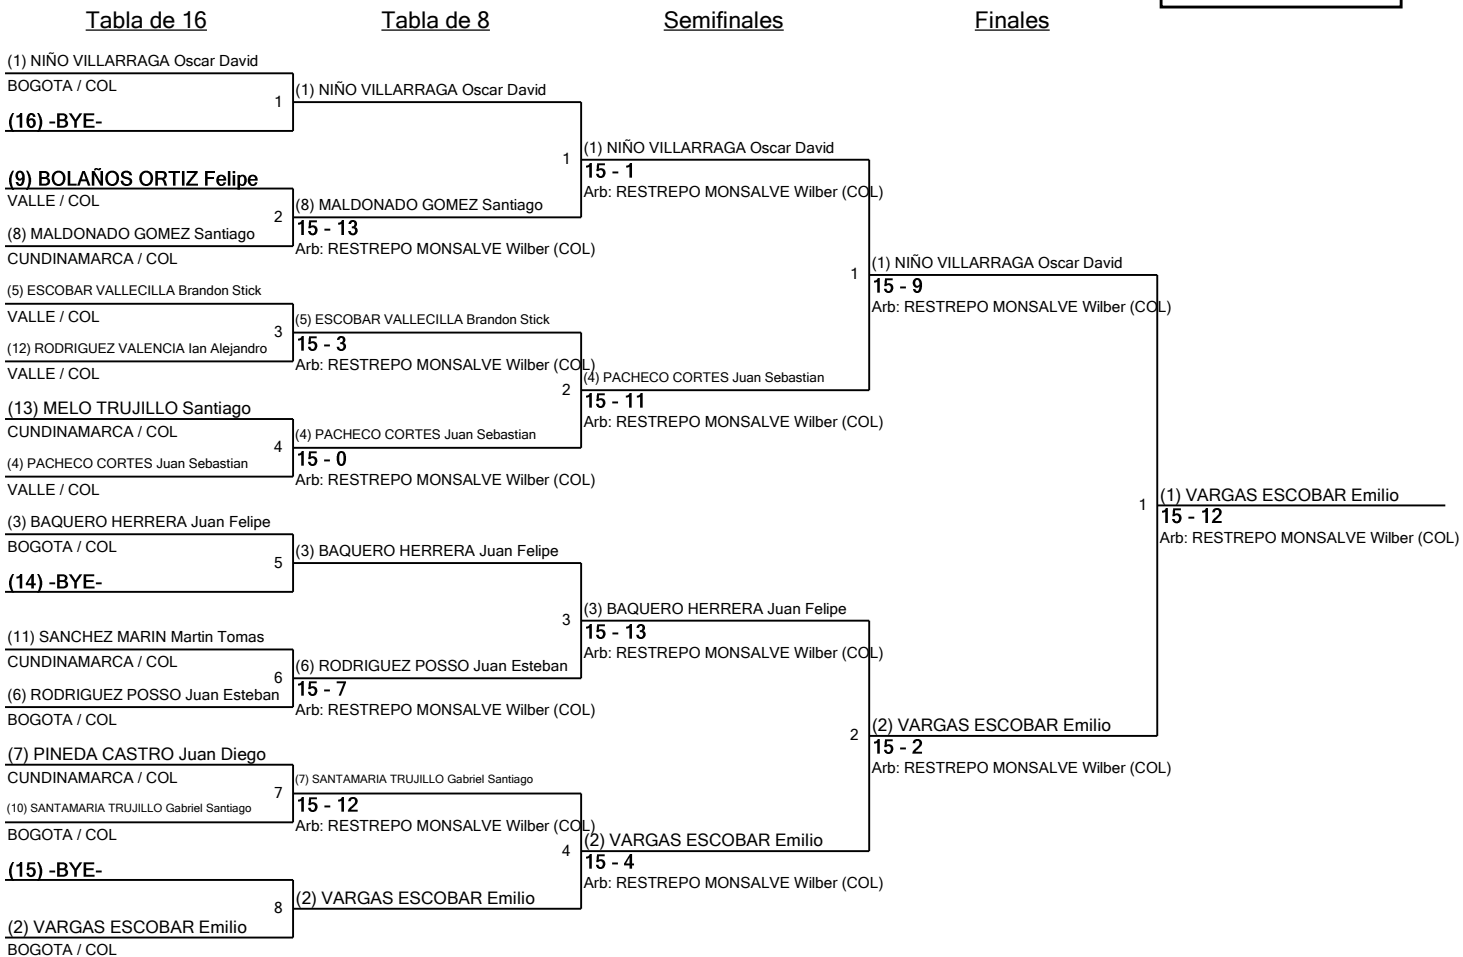 Tabla de 16
Tabla de 8
Semifinales
Finales
(1) NIÑO VILLARRAGA Oscar David
BOGOTA / COL
1
(16) -BYE-
(9) BOLAÑOS ORTIZ Felipe
VALLE / COL
2
(8) MALDONADO GOMEZ Santiago
CUNDINAMARCA / COL
(5) ESCOBAR VALLECILLA Brandon Stick
VALLE / COL
3
(12) RODRIGUEZ VALENCIA Ian Alejandro
VALLE / COL
(13) MELO TRUJILLO Santiago
CUNDINAMARCA / COL
4
(4) PACHECO CORTES Juan Sebastian
VALLE / COL
(3) BAQUERO HERRERA Juan Felipe
BOGOTA / COL
5
(14) -BYE-
(11) SANCHEZ MARIN Martin Tomas
CUNDINAMARCA / COL
6
(6) RODRIGUEZ POSSO Juan Esteban
BOGOTA / COL
(7) PINEDA CASTRO Juan Diego
CUNDINAMARCA / COL
7
(10) SANTAMARIA TRUJILLO Gabriel Santiago
BOGOTA / COL
(15) -BYE-
8
(2) VARGAS ESCOBAR Emilio
BOGOTA / COL
(1) NIÑO VILLARRAGA Oscar David
1
(8) MALDONADO GOMEZ Santiago
15 - 13
Arb: RESTREPO MONSALVE Wilber (COL)
(5) ESCOBAR VALLECILLA Brandon Stick
15 - 3
Arb: RESTREPO MONSALVE Wilber (COL)
2
(4) PACHECO CORTES Juan Sebastian
15 - 0
Arb: RESTREPO MONSALVE Wilber (COL)
(3) BAQUERO HERRERA Juan Felipe
3
(6) RODRIGUEZ POSSO Juan Esteban
15 - 7
Arb: RESTREPO MONSALVE Wilber (COL)
(7) SANTAMARIA TRUJILLO Gabriel Santiago
15 - 12
Arb: RESTREPO MONSALVE Wilber (COL)
4
(2) VARGAS ESCOBAR Emilio
(1) NIÑO VILLARRAGA Oscar David
15 - 1
Arb: RESTREPO MONSALVE Wilber (COL)
1
(4) PACHECO CORTES Juan Sebastian
15 - 11
Arb: RESTREPO MONSALVE Wilber (COL)
(3) BAQUERO HERRERA Juan Felipe
15 - 13
Arb: RESTREPO MONSALVE Wilber (COL)
2
(2) VARGAS ESCOBAR Emilio
15 - 4
Arb: RESTREPO MONSALVE Wilber (COL)
(1) NIÑO VILLARRAGA Oscar David
15 - 9
Arb: RESTREPO MONSALVE Wilber (COL)
1
(2) VARGAS ESCOBAR Emilio
15 - 2
Arb: RESTREPO MONSALVE Wilber (COL)
(1) VARGAS ESCOBAR Emilio
15 - 12
Arb: RESTREPO MONSALVE Wilber (COL)